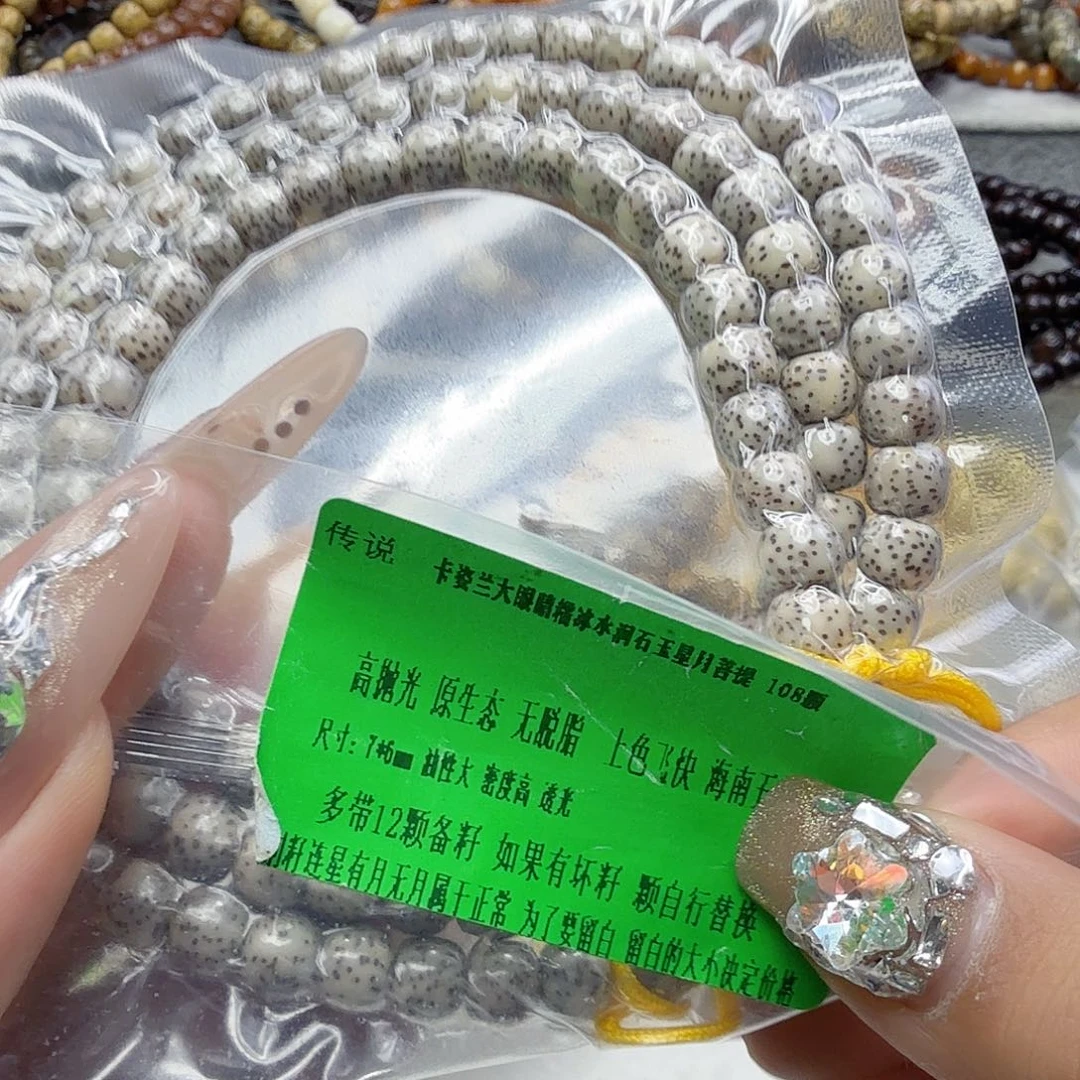 传说
卡姿兰大眼暗糯冰水润石玉星月菩提 108颗
高抛光 原生态 无脱脂 上色飞快 海南
尺寸:7*6mm 油性大 密度高 透光
多带12颗备籽 如果有坏籽 颗自行替换
籽连星有月无月属于正常 为了要留白 留白的大小决定价格